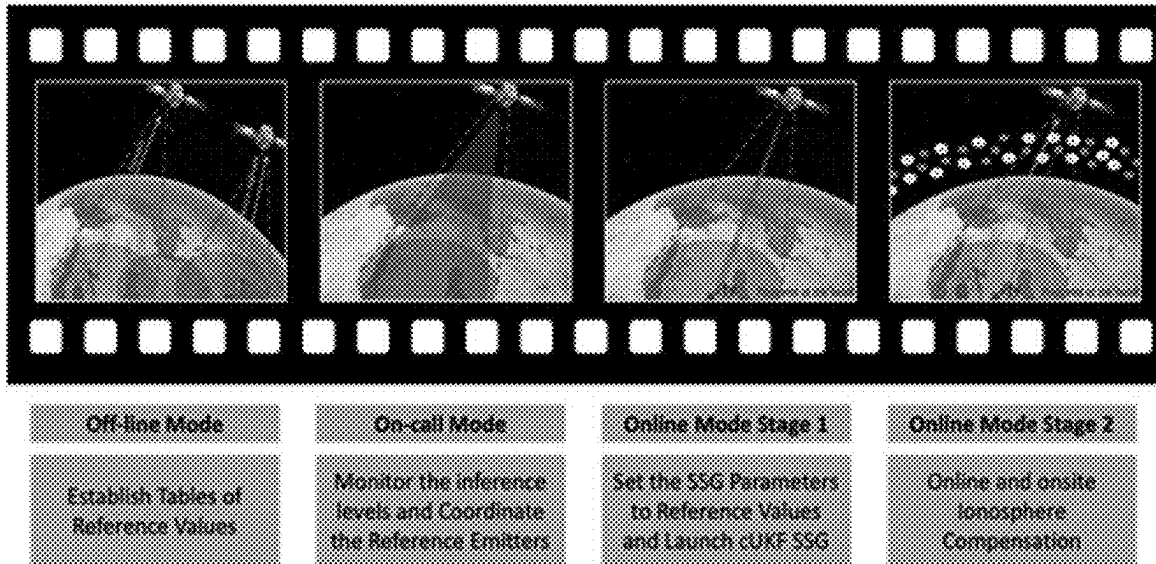 Off-line Mode
On-call Mode
Online Mode Stage 1
Online Mode Stage 2
Establish Tables of
Reference Values
Monitor the inference
levels and Coordinate
the Reference Emitters
Set the SSG Parameters
to Reference Values
and Launch cUKF SSG
Online and onsite
Ionosphere
Compensation